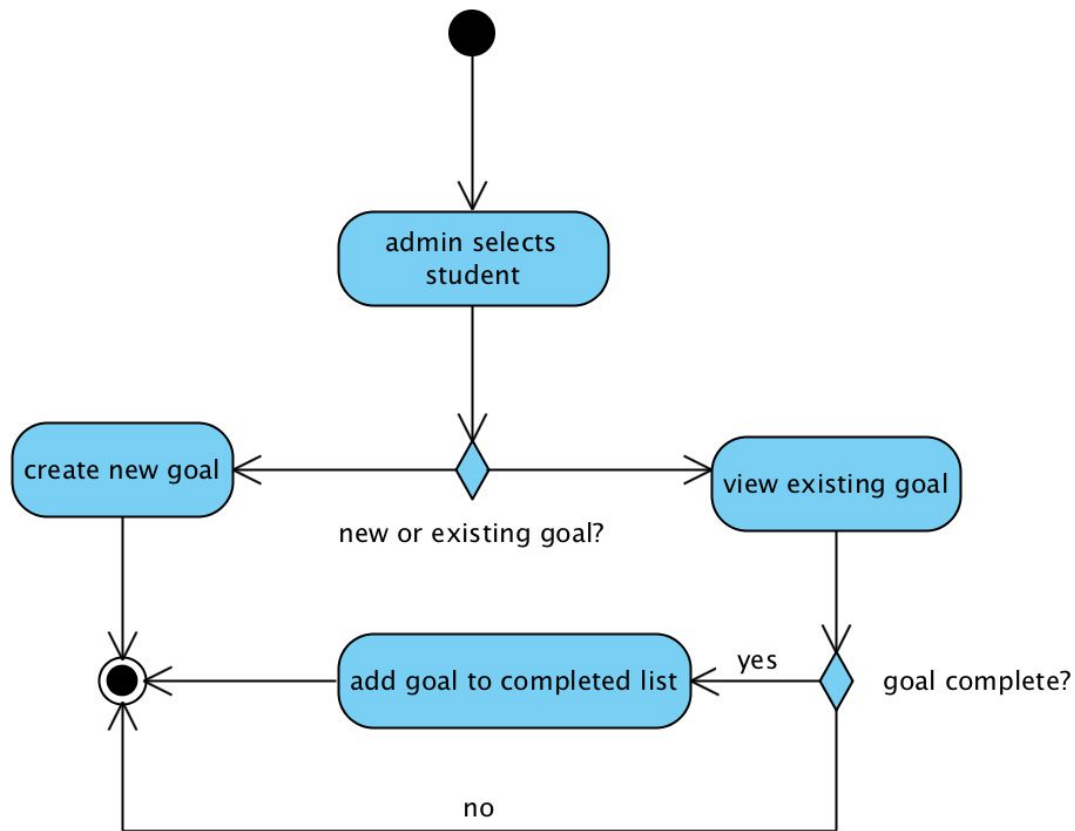 admin selects
student
create new goal
view existing goal
new or existing goal?
add goal to completed list
yes
goal complete?
no